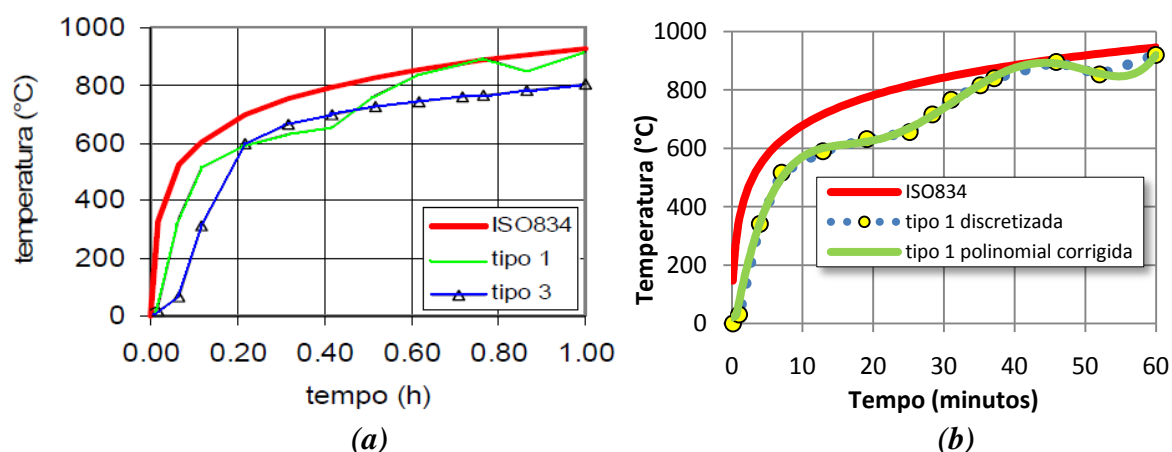 1000
800
600
400
200
0
temperatura (°C)
0.00 0.20 0.40 0.60 0.80 1.00
tempo (h)
ISO834
tipo 1
tipo 3
(a)
1000
800
600
400
200
0
Temperatura (°C)
0 10 20 30 40 50 60
Tempo (minutos)
ISO834
tipo 1 discretizada
tipo 1 polinomial corrigida
(b)